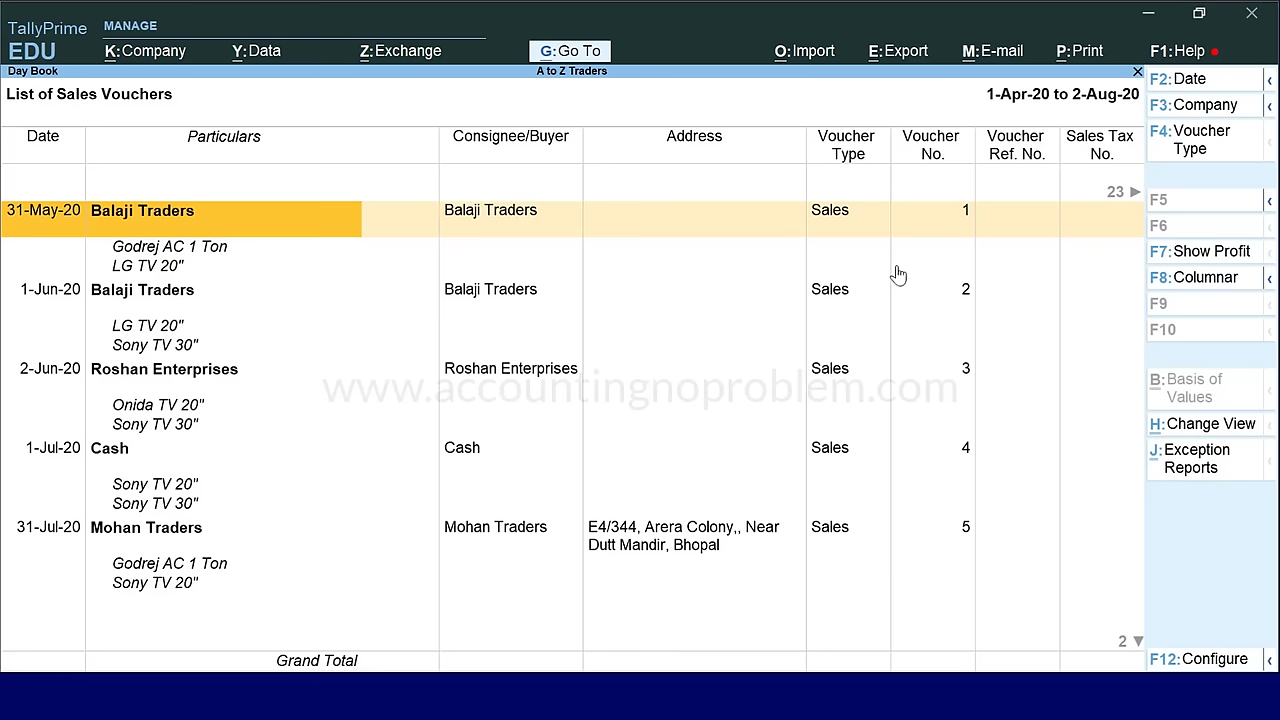 TallyPrime
MANAGE
EDU
K:Company Y:Data Z:Exchange G:Go To O:Import E:Export M:E-mail P:Print F1:Help
Day Book A to Z Traders
List of Sales Vouchers 1-Apr-20 to 2-Aug-20
Date Particulars Consignee/Buyer Address Voucher Type Voucher No. Voucher Ref. No. Sales Tax No.
23
31-May-20 Balaji Traders Balaji Traders Sales 1
Godrej AC 1 Ton
LG TV 20"
1-Jun-20 Balaji Traders Balaji Traders Sales 2
LG TV 20"
Sony TV 30"
2-Jun-20 Roshan Enterprises Roshan Enterprises Sales 3
www.accountingnoproblem.com
Onida TV 20"
Sony TV 30"
1-Jul-20 Cash Cash Sales 4
Sony TV 20"
Sony TV 30"
31-Jul-20 Mohan Traders Mohan Traders E4/344, Arera Colony,, Near Sales 5
Dutt Mandir, Bhopal
Godrej AC 1 Ton
Sony TV 20"
2
Grand Total
F2:Date
F3:Company
F4:Voucher
Type
F5
F6
F7:Show Profit
F8:Columnar
F9
F10
B:Basis of
Values
H:Change View
J:Exception
Reports
F12:Configure